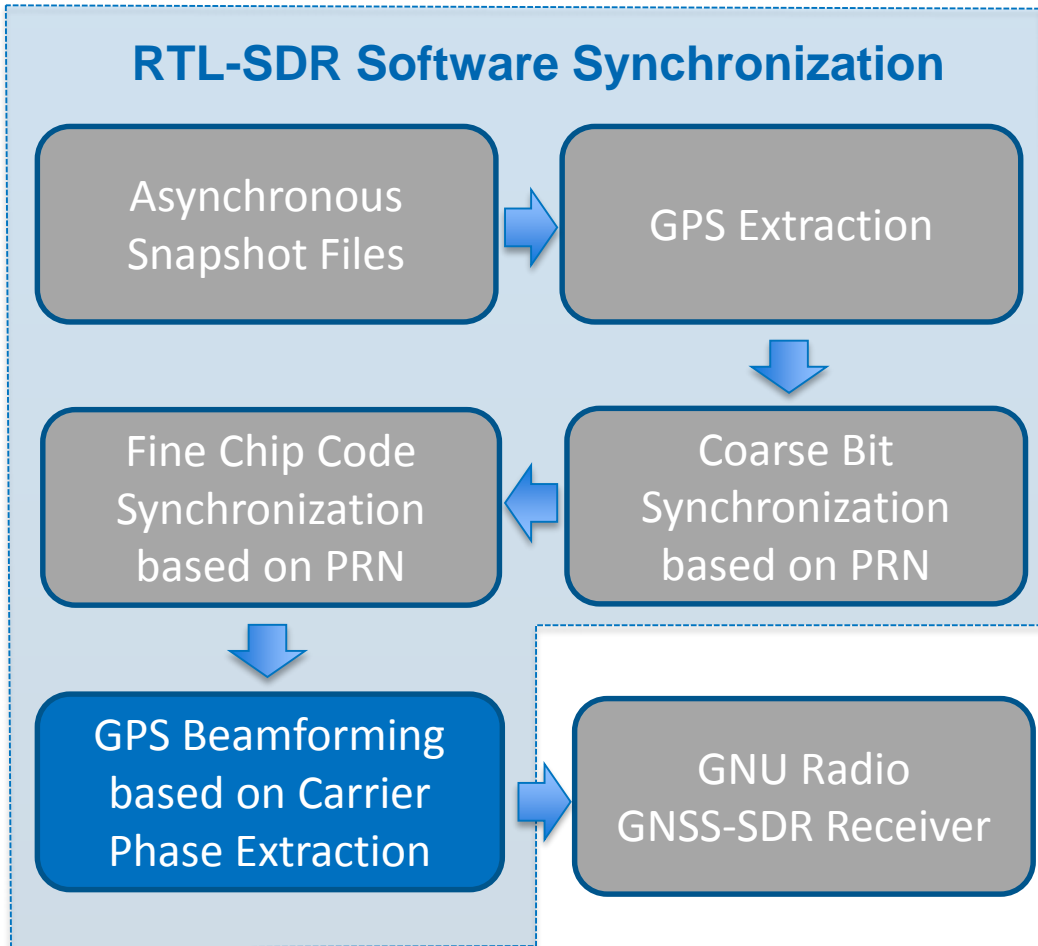 RTL-SDR Software Synchronization
Asynchronous
Snapshot Files
GPS Extraction
Coarse Bit
Synchronization
based on PRN
Fine Chip Code
Synchronization
based on PRN
GPS Beamforming
based on Carrier
Phase Extraction
GNU Radio
GNSS-SDR Receiver